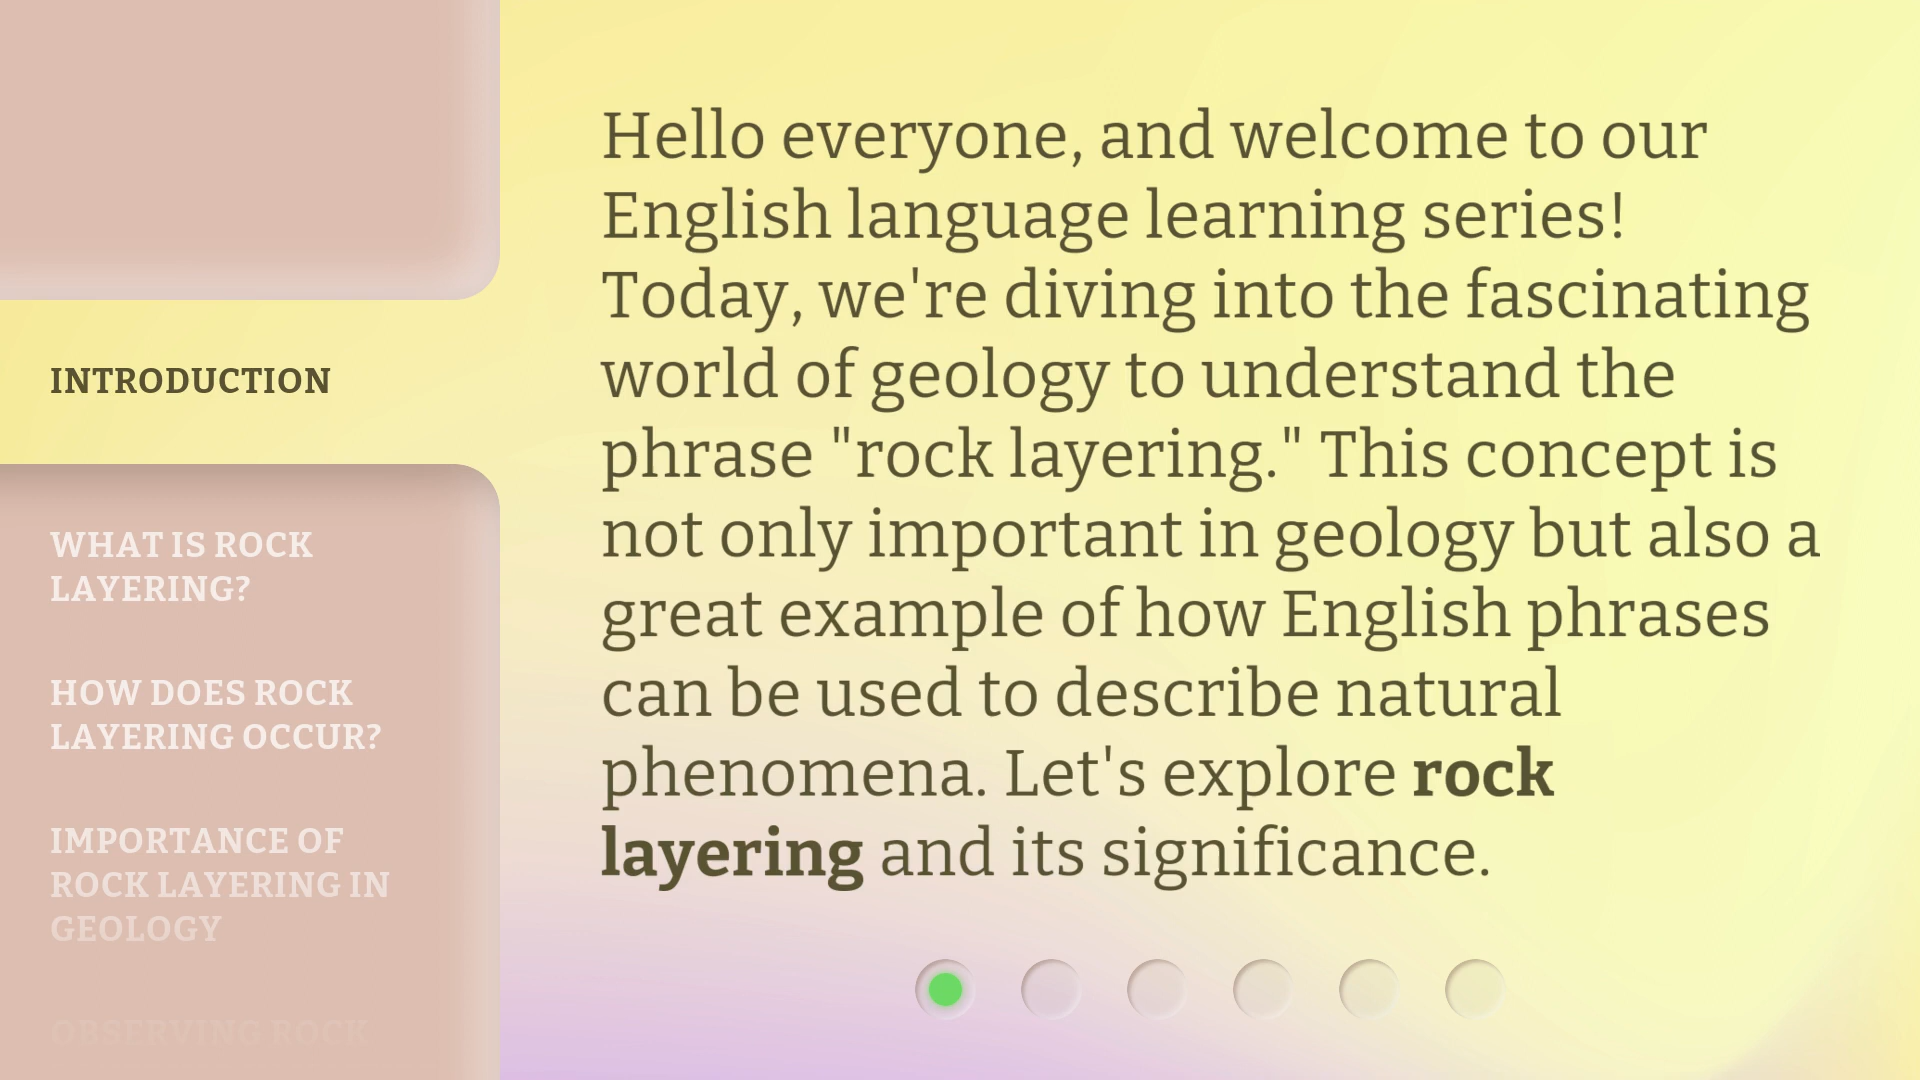 INTRODUCTION
WHAT IS ROCK
LAYERING?
HOW DOES ROCK
LAYERING OCCUR?
IMPORTANCE OF
ROCK LAYERING IN
GEOLOGY
OBSERVING ROCK
Hello everyone, and welcome to our
English language learning series!
Today, we're diving into the fascinating
world of geology to understand the
phrase "rock layering." This concept is
not only important in geology but also a
great example of how English phrases
can be used to describe natural
phenomena. Let's explore rock
layering and its significance.